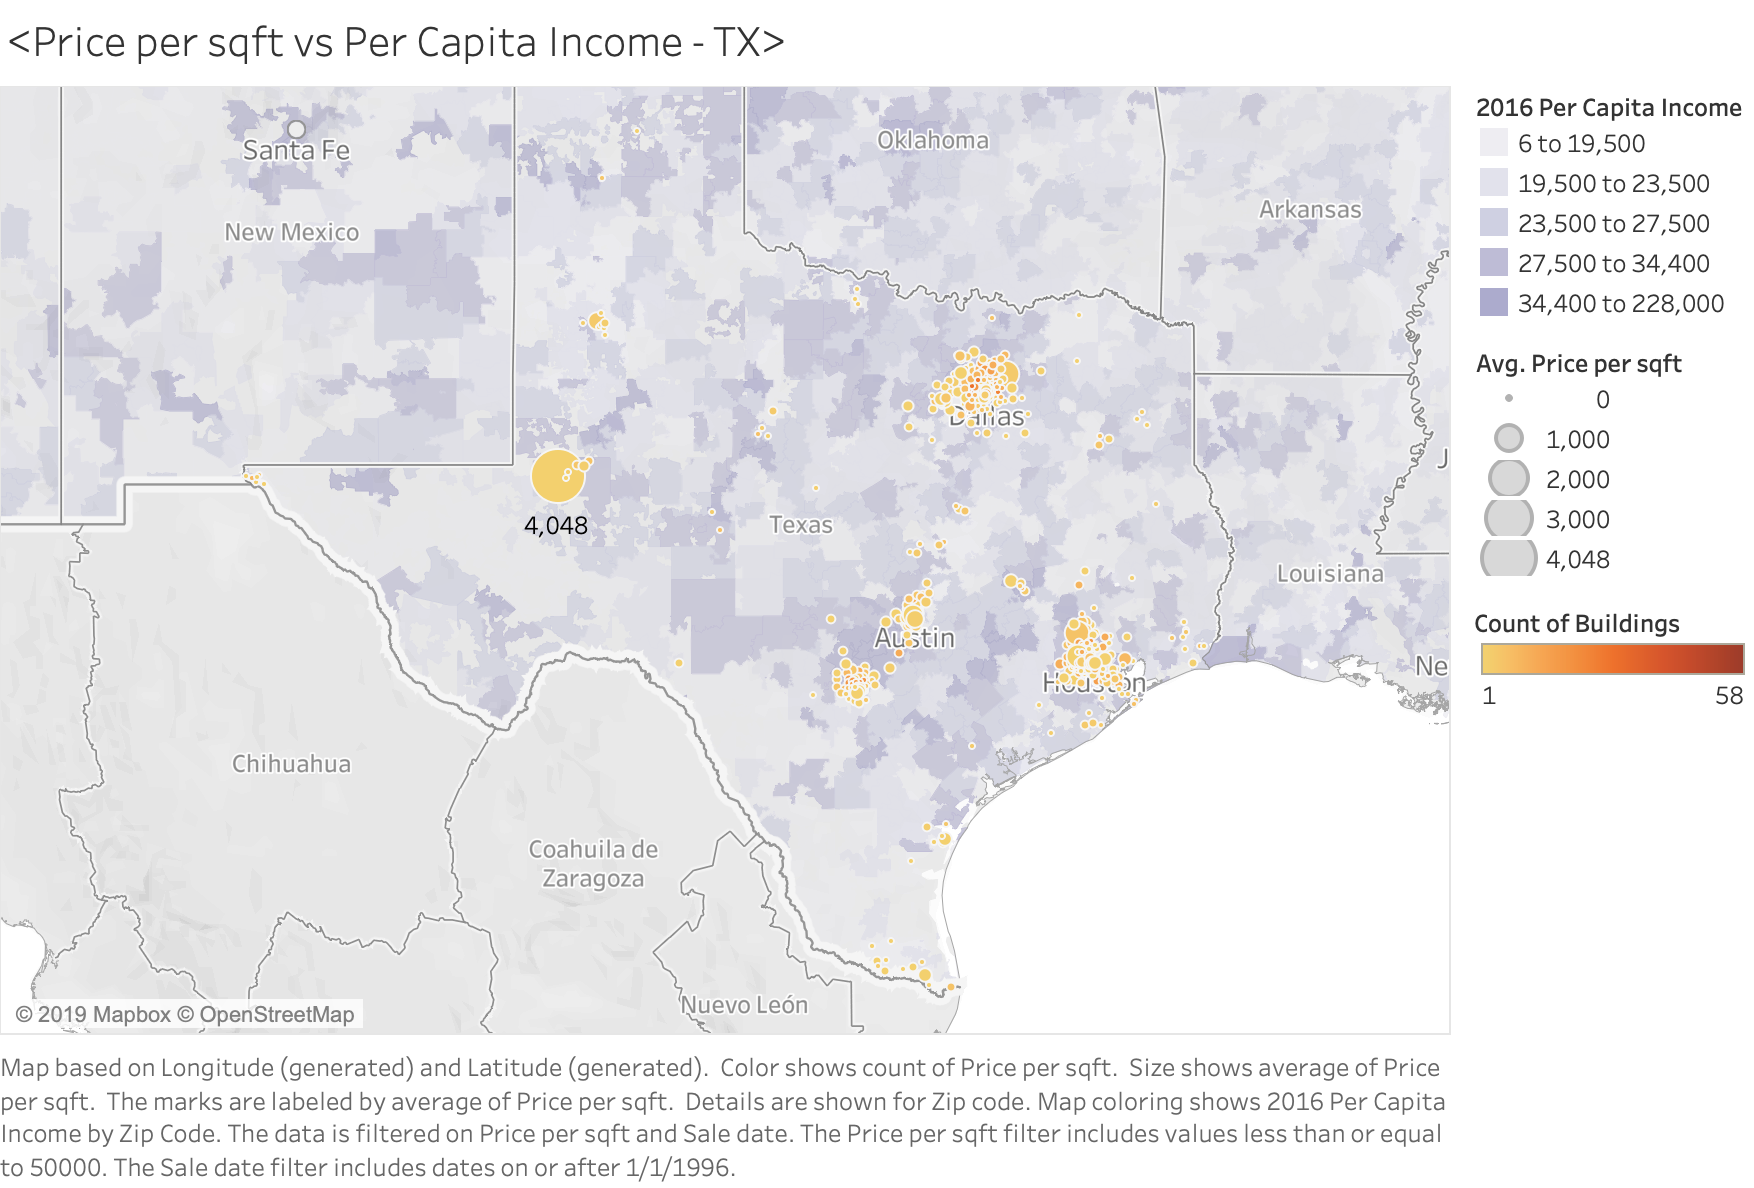 <Price per sqft vs Per Capita Income - TX>
Santa Fe
Oklahoma
Arkansas
New Mexico
Dallas
J
4,048
Texas
Louisiana
Austin
Houston
Ne
Chihuahua
Coahuila de
Zaragoza
Nuevo León
© 2019 Mapbox © OpenStreetMap
2016 Per Capita Income
6 to 19,500
19,500 to 23,500
23,500 to 27,500
27,500 to 34,400
34,400 to 228,000
Avg. Price per sqft
0
1,000
2,000
3,000
4,048
Count of Buildings
1 58
Map based on Longitude (generated) and Latitude (generated). Color shows count of Price per sqft. Size shows average of Price
per sqft. The marks are labeled by average of Price per sqft. Details are shown for Zip code. Map coloring shows 2016 Per Capita
Income by Zip Code. The data is filtered on Price per sqft and Sale date. The Price per sqft filter includes values less than or equal
to 50000. The Sale date filter includes dates on or after 1/1/1996.